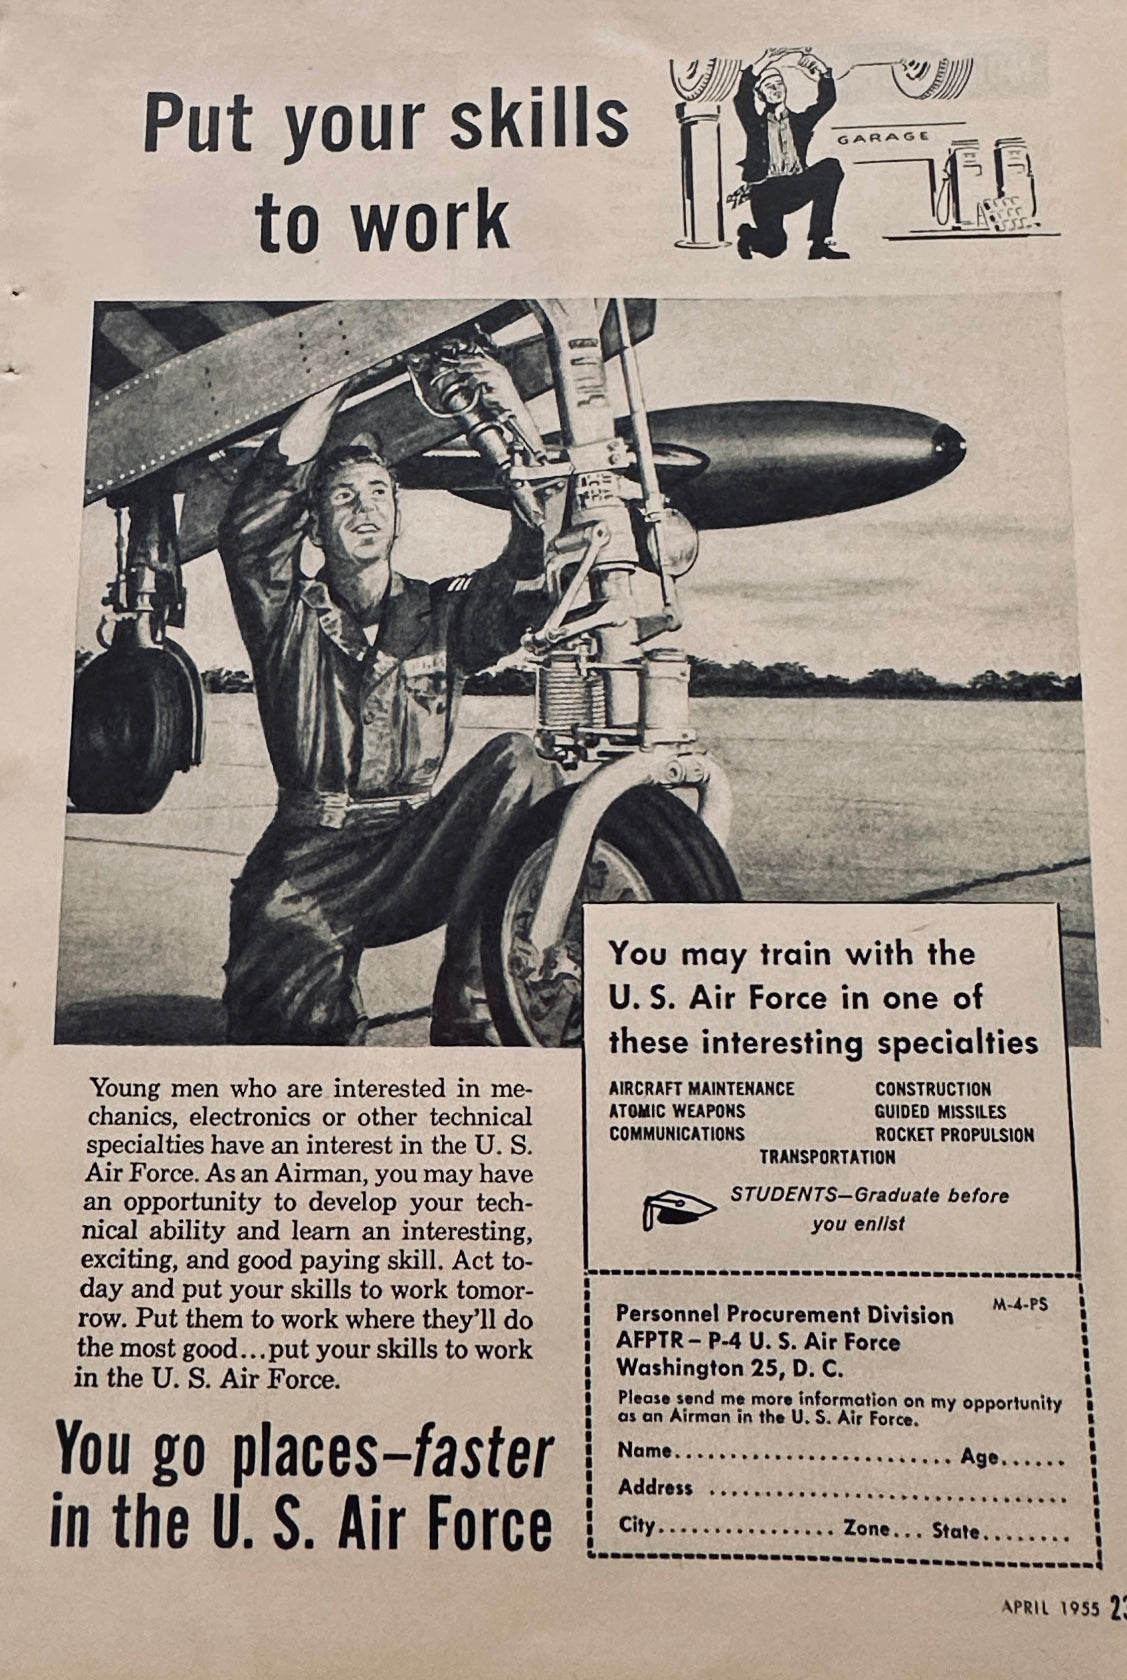 Put your skills
to work
GARAGE
You may train with the
U. S. Air Force in one of
these interesting specialties
AIRCRAFT MAINTENANCE
CONSTRUCTION
ATOMIC WEAPONS
GUIDED MISSILES
COMMUNICATIONS
ROCKET PROPULSION
TRANSPORTATION
STUDENTS—Graduate before
you enlist
Young men who are interested in me-
chanics, electronics or other technical
specialties have an interest in the U. S.
Air Force. As an Airman, you may have
an opportunity to develop your tech-
nical ability and learn an interesting,
exciting, and good paying skill. Act to-
day and put your skills to work tomor-
row. Put them to work where they'll do
the most good...put your skills to work
in the U. S. Air Force.
You go places—faster
in the U. S. Air Force
M-4-PS
Personnel Procurement Division
AFPTR – P-4 U. S. Air Force
Washington 25, D. C.
Please send me more information on my opportunity
as an Airman in the U. S. Air Force.
Name.......................... Age......
Address ..............................
City................ Zone... State........
APRIL 1955